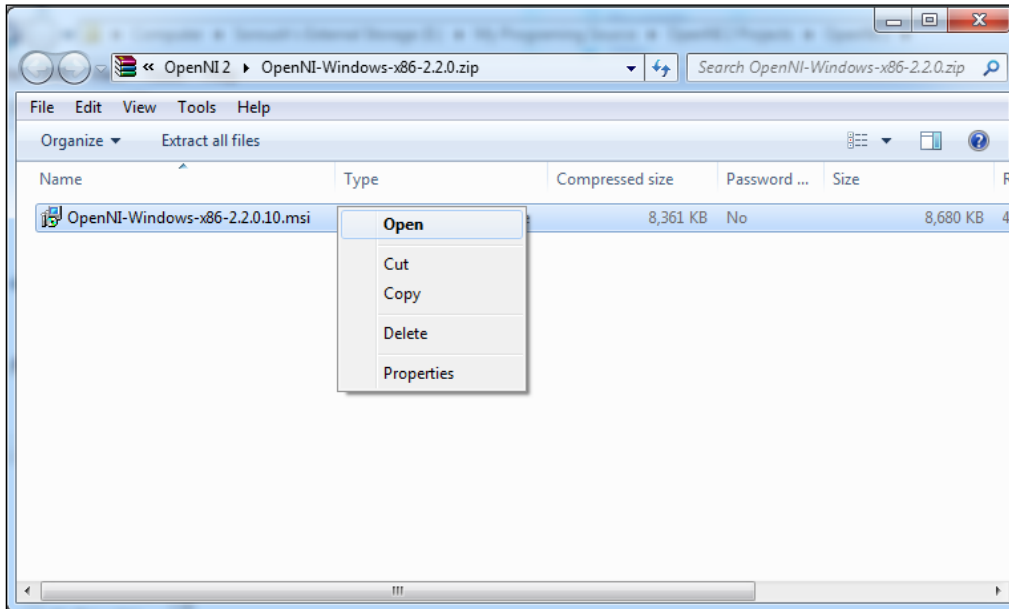 « OpenNI 2 OpenNI-Windows-x86-2.2.0.zip Search OpenNI-Windows-x86-2.2.0.zip
File Edit View Tools Help
Organize Extract all files
Name Type Compressed size Password ... Size
OpenNI-Windows-x86-2.2.0.10.msi 8,361 KB No 8,680 KB 4
Open
Cut
Copy
Delete
Properties